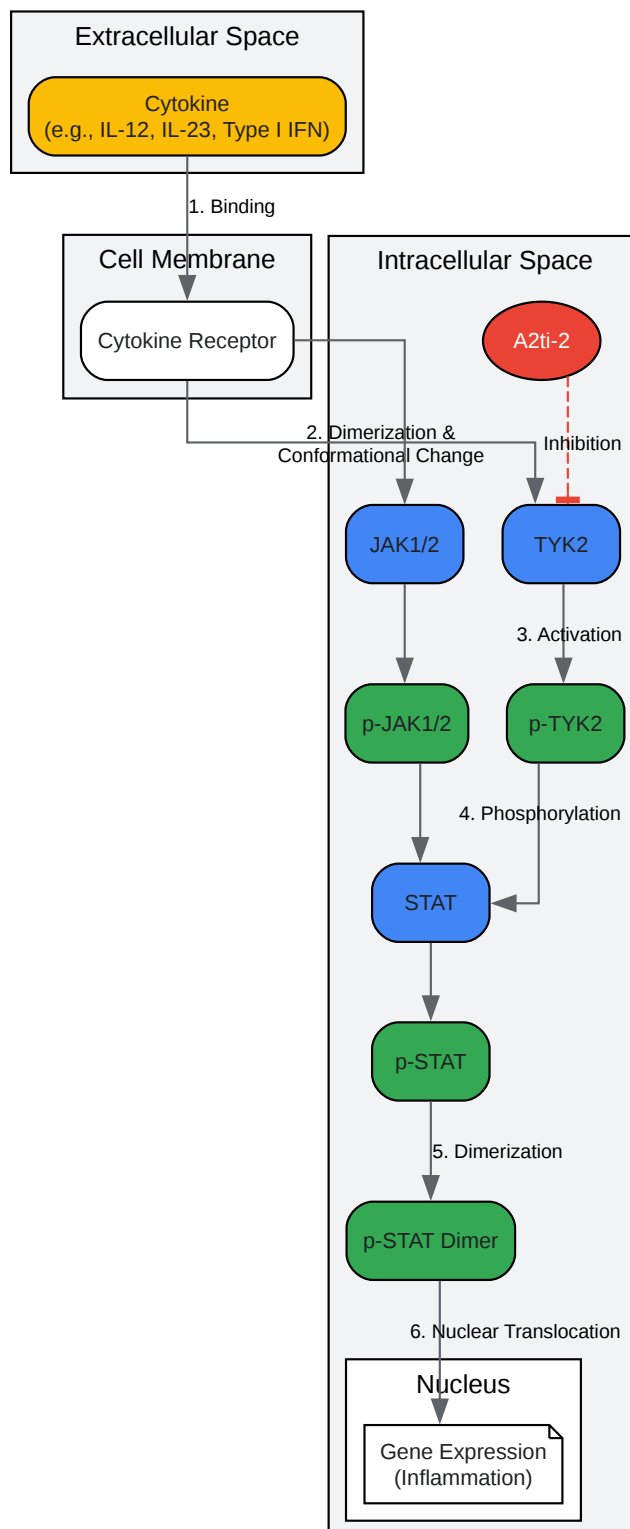 Extracellular Space
Cytokine
(e.g., IL-12, IL-23, Type I IFN)
1. Binding
Cell Membrane
Cytokine Receptor
Intracellular Space
A2ti-2
2. Dimerization &
Conformational Change
Inhibition
JAK1/2
TYK2
3. Activation
p-JAK1/2
p-TYK2
4. Phosphorylation
STAT
p-STAT
5. Dimerization
p-STAT Dimer
6. Nuclear Translocation
Nucleus
Gene Expression
(Inflammation)